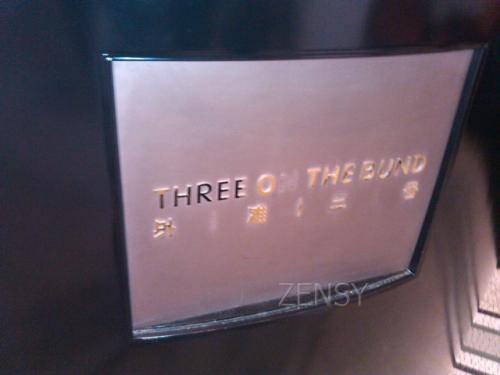 THREE ON THE BUND
外滩三号
ZENSY